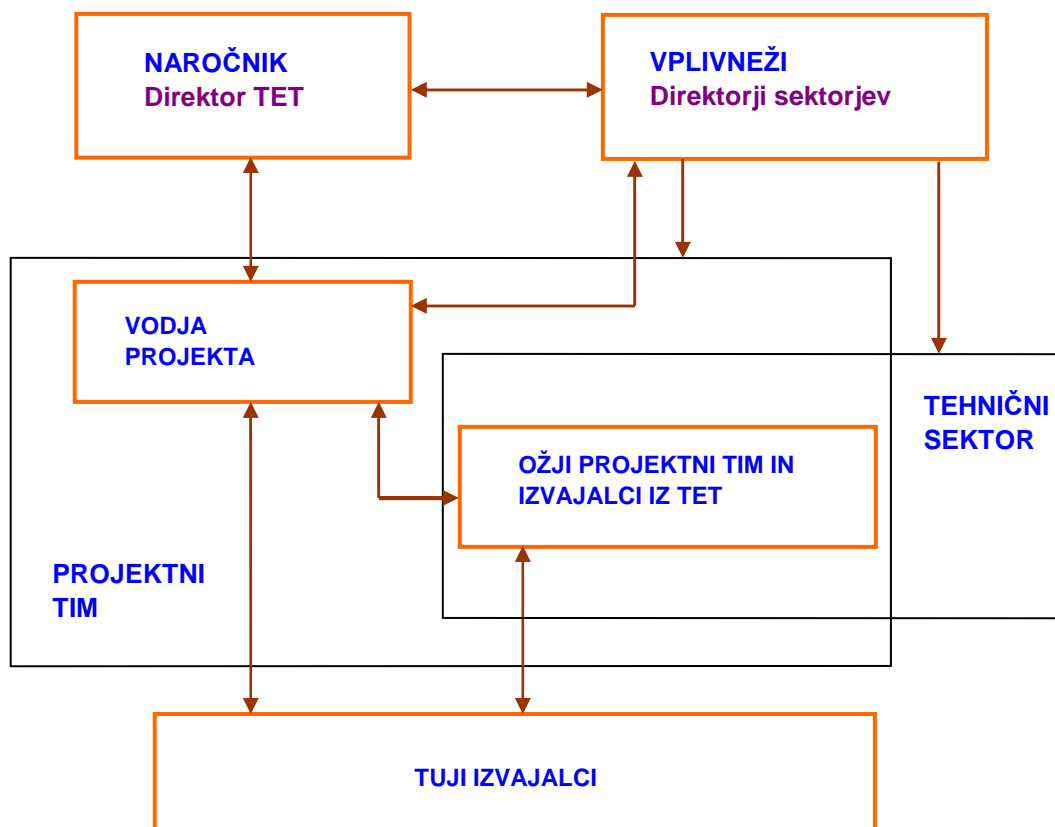 NAROČNIK
Direktor TET
VPLIVNEŽI
Direktorji sektorjev
VODJA
PROJEKTA
TEHNIČNI
SEKTOR
OŽJI PROJEKTNI TIM IN
IZVAJALCI IZ TET
PROJEKTNI
TIM
TUJI IZVAJALCI